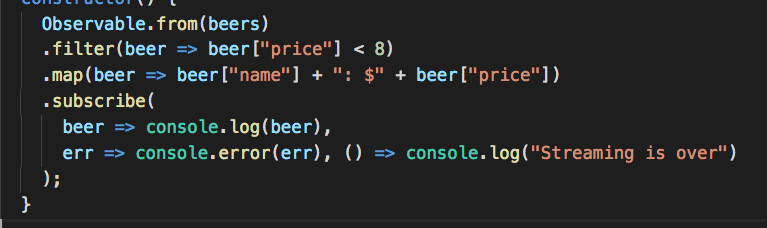 constructor() {
Observable.from(beers)
.filter(beer => beer["price"] < 8)
.map(beer => beer["name"] + ": $" + beer["price"])
.subscribe(
beer => console.log(beer),
err => console.error(err), () => console.log("Streaming is over")
);
}